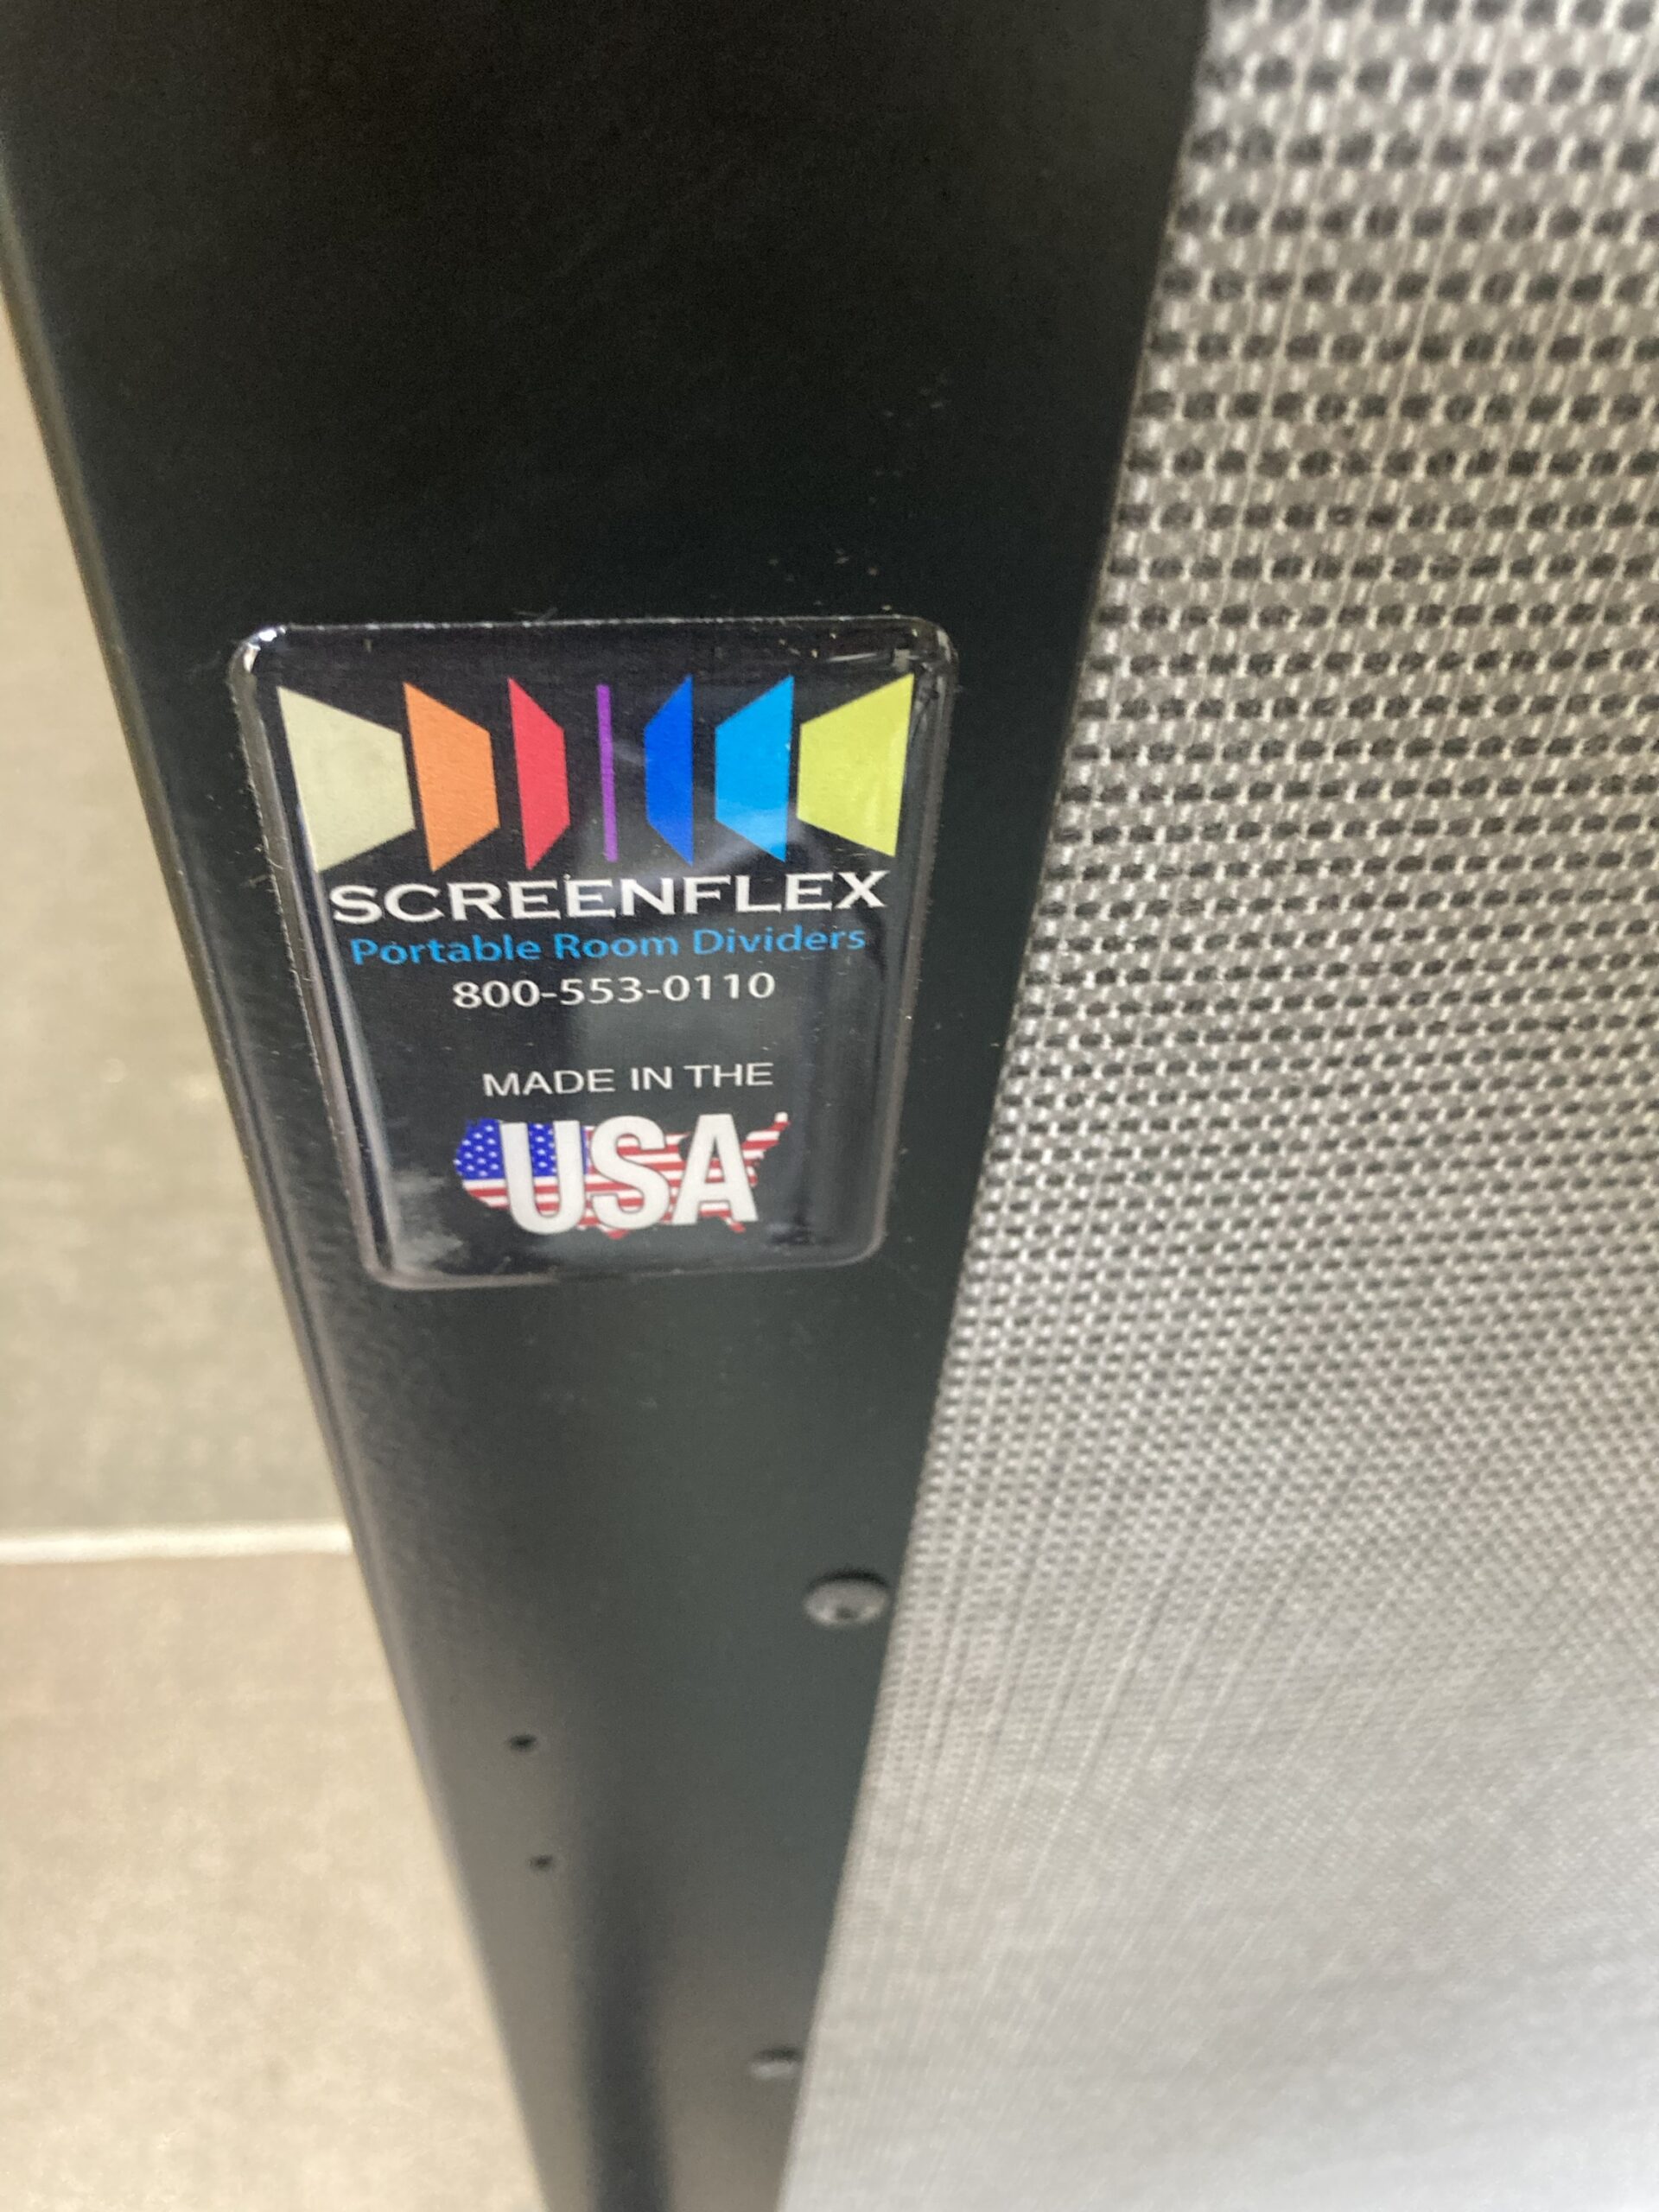 SCREENFLEX
Portable Room Dividers
800-553-0110
MADE IN THE
USA